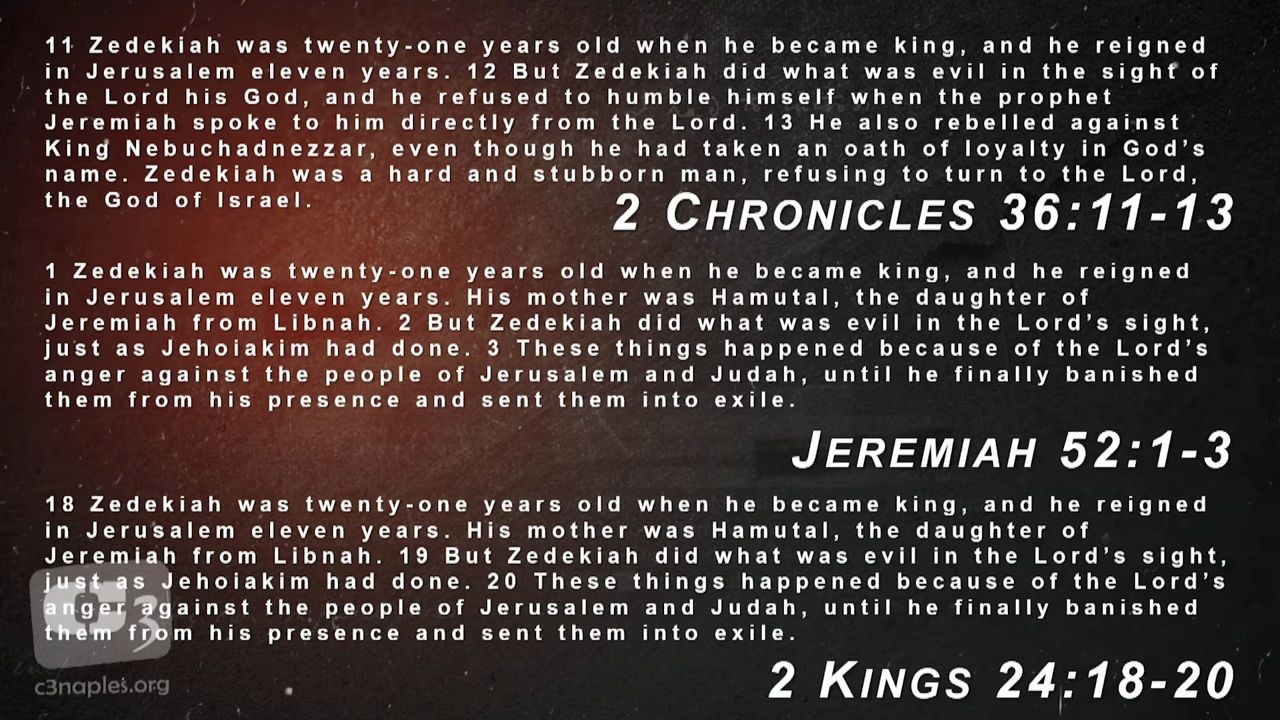 11 Zedekiah was twenty-one years old when he became king, and he reigned
in Jerusalem eleven years. 12 But Zedekiah did what was evil in the sight of
the Lord his God, and he refused to humble himself when the prophet
Jeremiah spoke to him directly from the Lord. 13 He also rebelled against
King Nebuchadnezzar, even though he had taken an oath of loyalty in God’s
name. Zedekiah was a hard and stubborn man, refusing to turn to the Lord,
the God of Israel.
2 CHRONICLES 36:11-13
1 Zedekiah was twenty-one years old when he became king, and he reigned
in Jerusalem eleven years. His mother was Hamutal, the daughter of
Jeremiah from Libnah. 2 But Zedekiah did what was evil in the Lord’s sight,
just as Jehoiakim had done. 3 These things happened because of the Lord’s
anger against the people of Jerusalem and Judah, until he finally banished
them from his presence and sent them into exile.
JEREMIAH 52:1-3
18 Zedekiah was twenty-one years old when he became king, and he reigned
in Jerusalem eleven years. His mother was Hamutal, the daughter of
Jeremiah from Libnah. 19 But Zedekiah did what was evil in the Lord’s sight,
just as Jehoiakim had done. 20 These things happened because of the Lord’s
anger against the people of Jerusalem and Judah, until he finally banished
them from his presence and sent them into exile.
2 KINGS 24:18-20
C3
c3naples.org